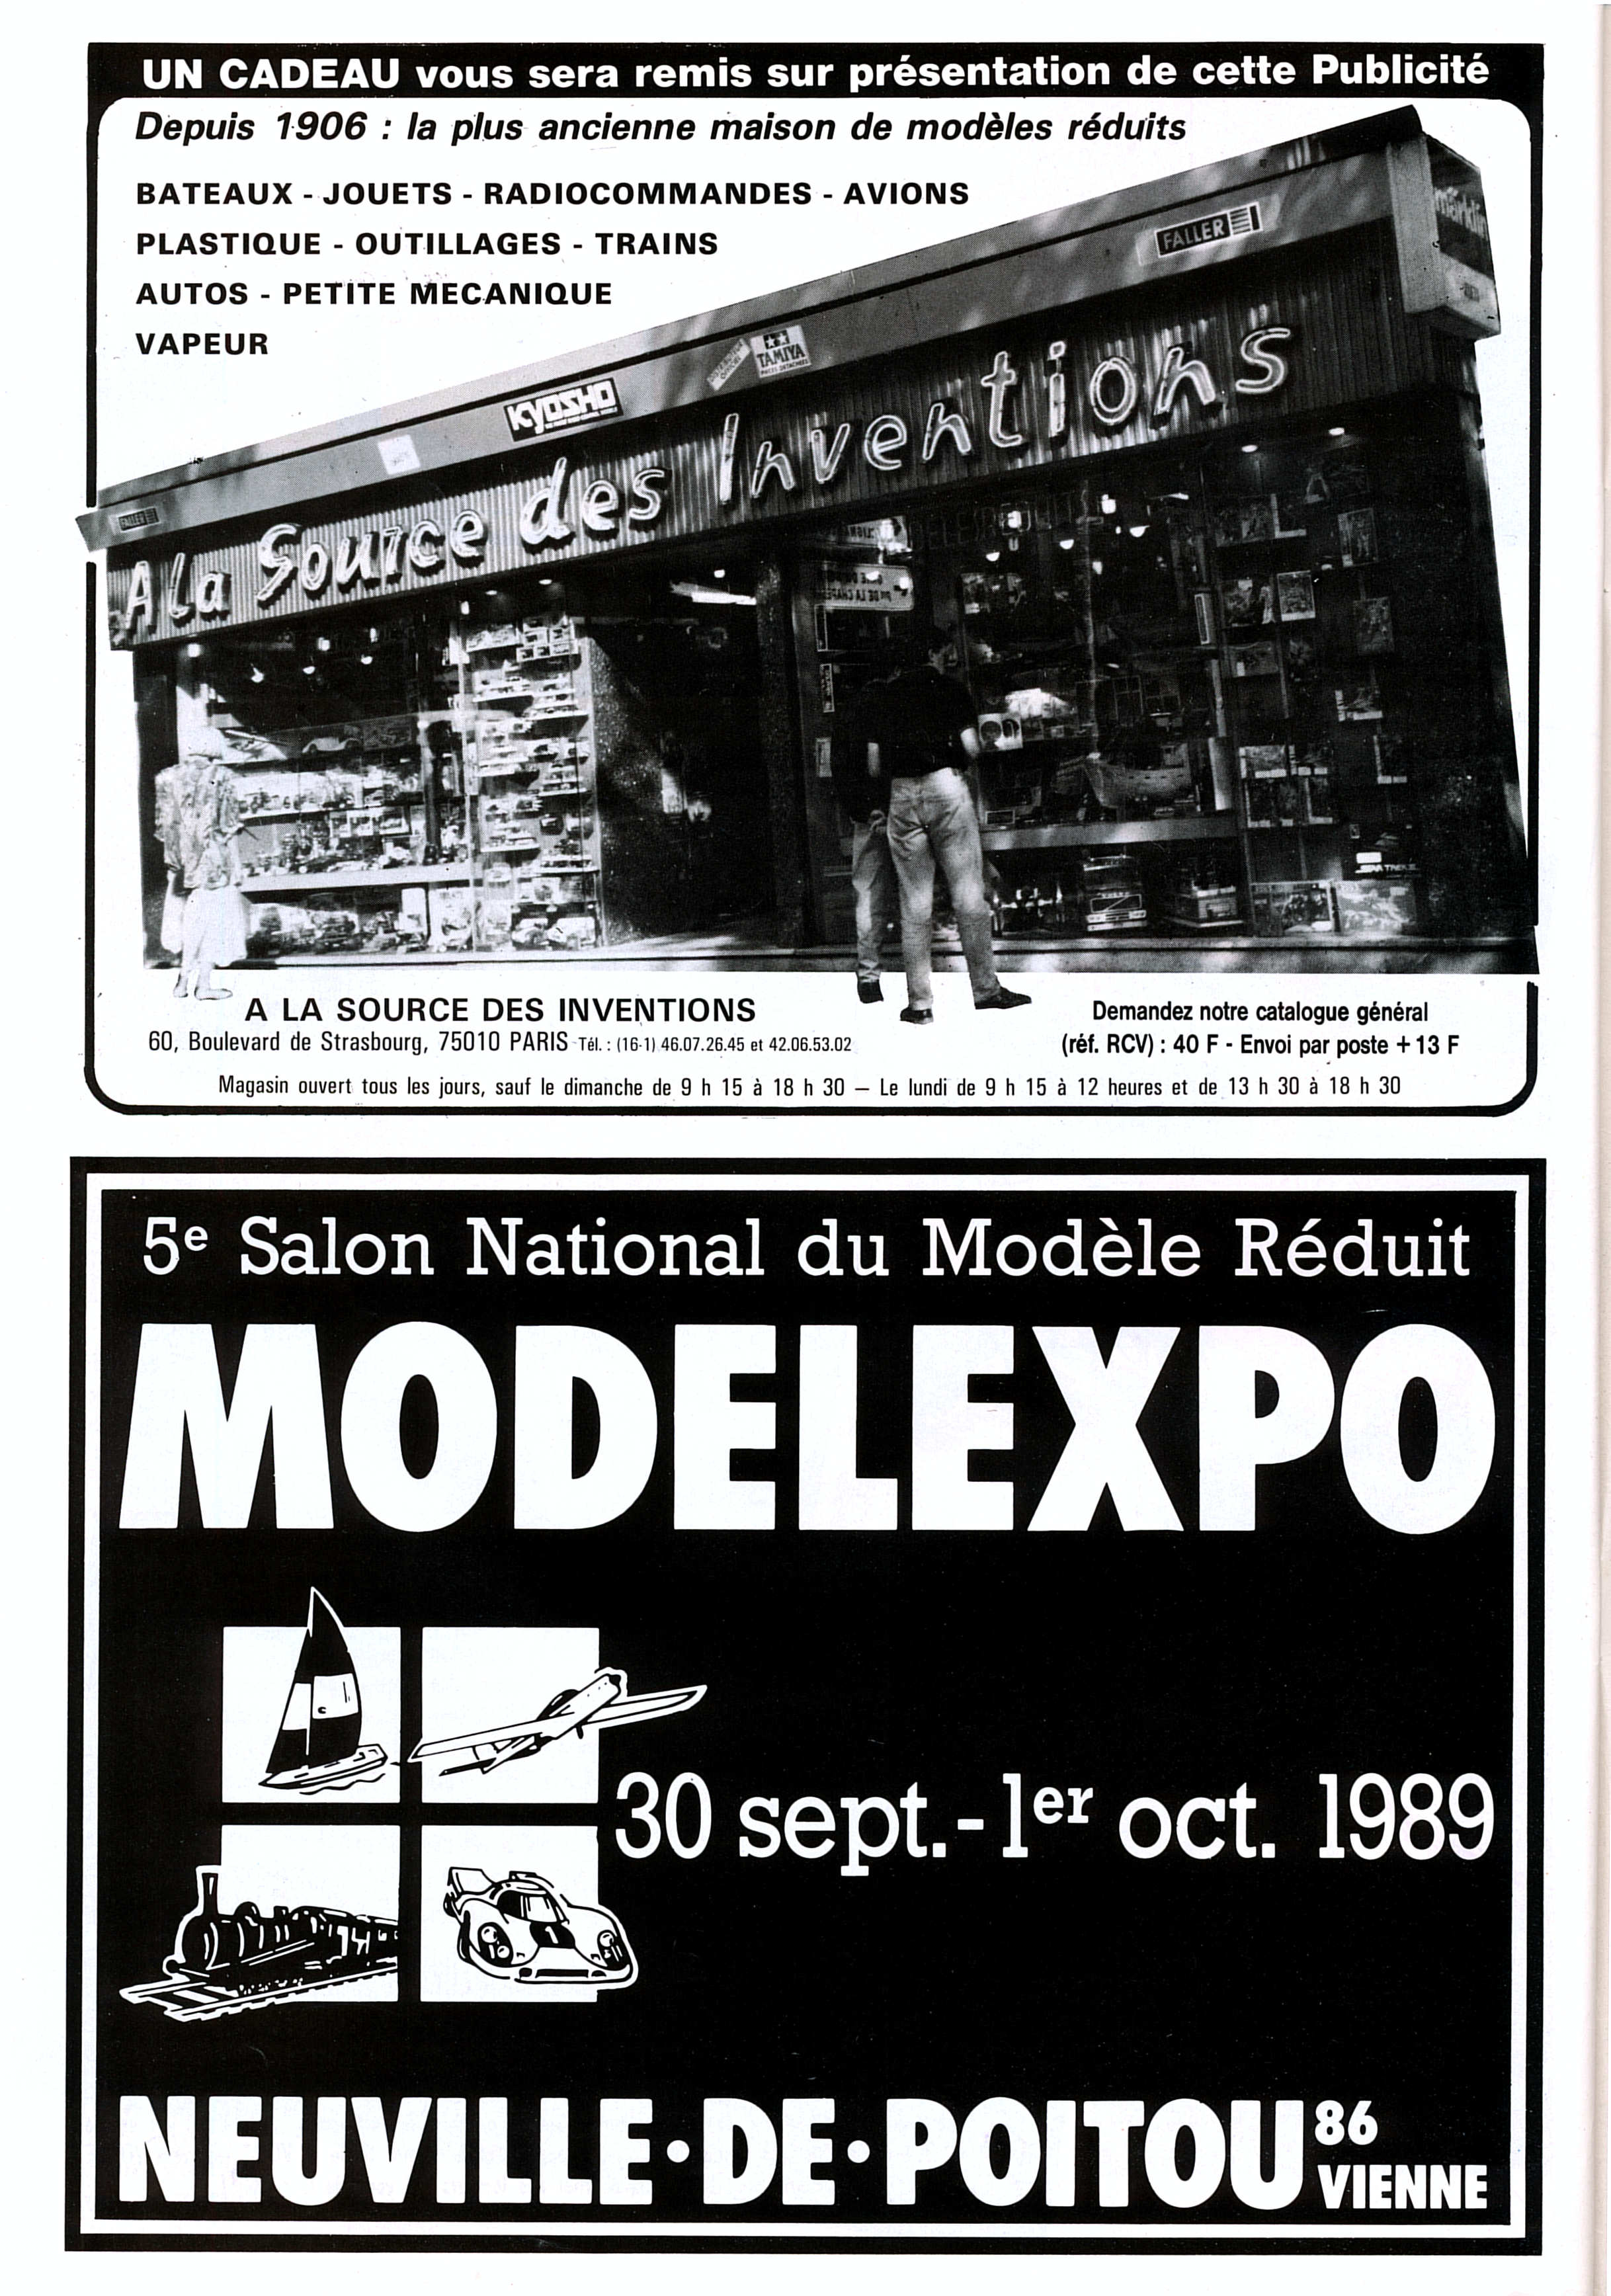 UN CADEAU vous sera remis sur présentation de cette Publicité
Depuis 1906 : la plus ancienne maison de modèles réduits
BATEAUX - JOUETS - RADIOCOMMANDES - AVIONS
PLASTIQUE - OUTILLAGES - TRAINS
AUTOS - PETITE MECANIQUE
VAPEUR
märklin
FALLER
TAMIYA
KYOSHO
FALLER
A la Source des Inventions
A LA SOURCE DES INVENTIONS
60, Boulevard de Strasbourg, 75010 PARIS Tél. : (16-1) 46.07.26.45 et 42.06.53.02
Demandez notre catalogue général
(réf. RCV) : 40 F - Envoi par poste + 13 F
Magasin ouvert tous les jours, sauf le dimanche de 9 h 15 à 18 h 30 — Le lundi de 9 h 15 à 12 heures et de 13 h 30 à 18 h 30
5e Salon National du Modèle Réduit
MODELEXPO
30 sept.-1er oct. 1989
1
NEUVILLE·DE·POITOU 86 VIENNE